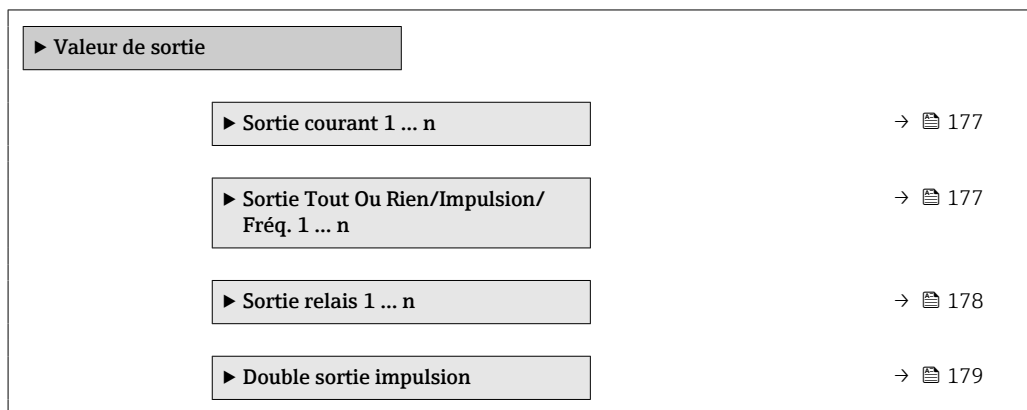 ► Valeur de sortie
► Sortie courant 1 … n → 177
► Sortie Tout Ou Rien/Impulsion/
Fréq. 1 … n → 177
► Sortie relais 1 … n → 178
► Double sortie impulsion → 179